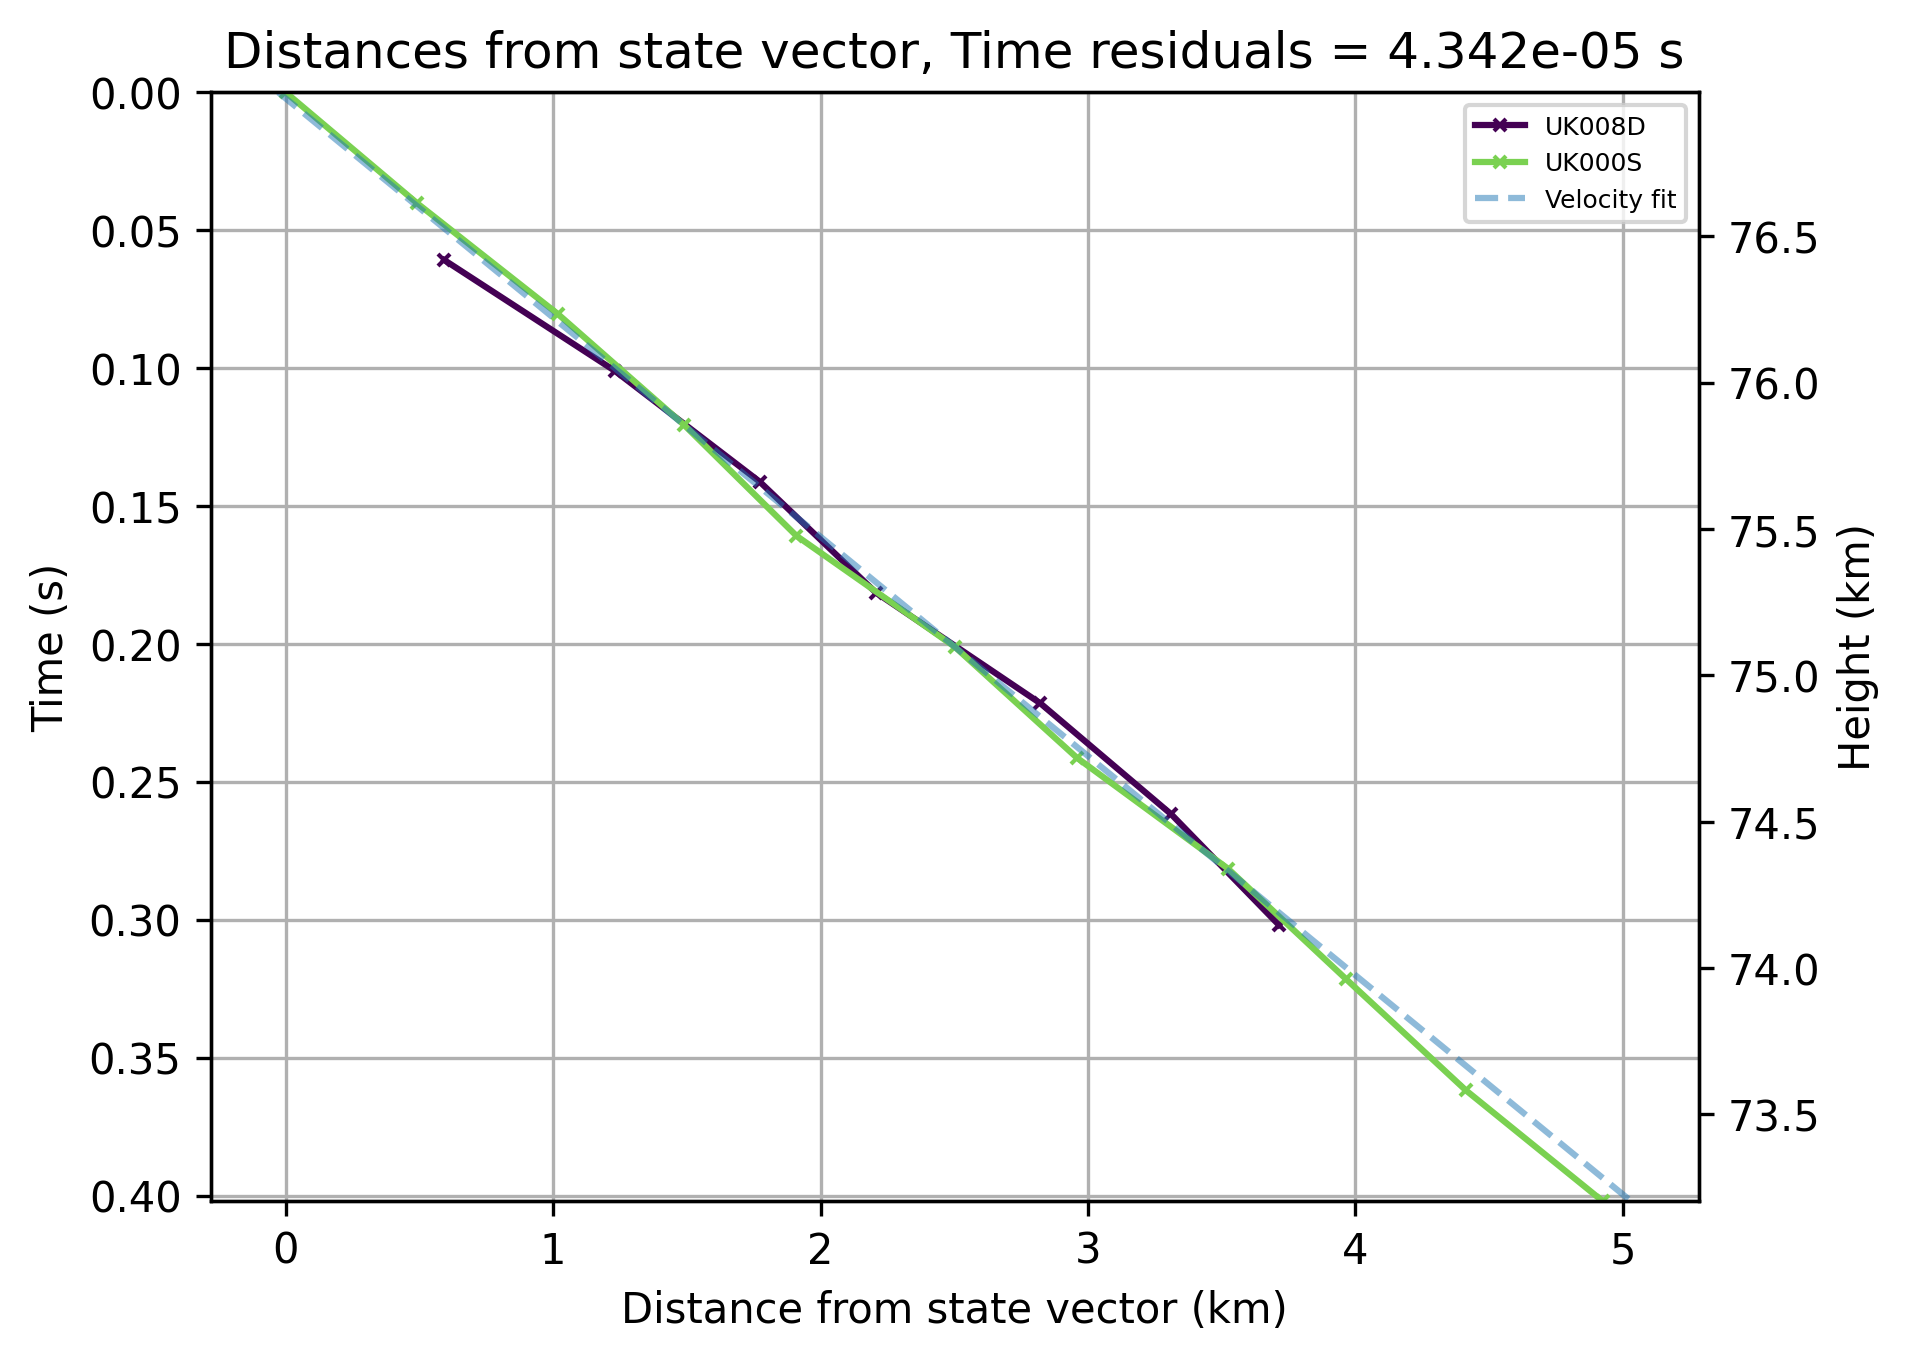 Distances from state vector, Time residuals = 4.342e-05 s
UK008D
UK000S
Velocity fit
Time (s)
0.00
0.05
0.10
0.15
0.20
0.25
0.30
0.35
0.40
76.5
76.0
75.5
75.0
74.5
74.0
73.5
Height (km)
0 1 2 3 4 5
Distance from state vector (km)